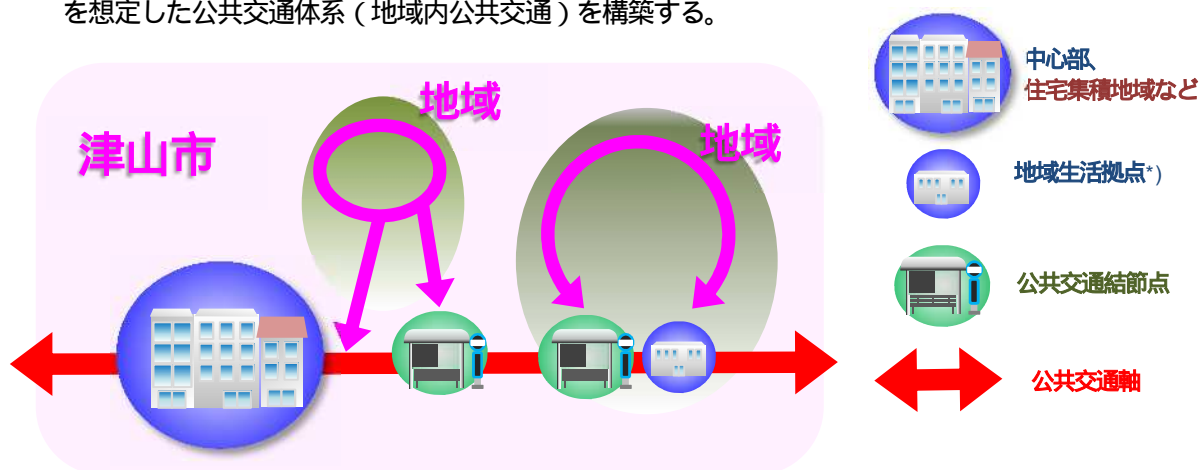 を想定した公共交通体系（地域内公共交通）を構築する。
津山市
地域
地域
中心部、
住宅集積地域など
地域生活拠点*)
公共交通結節点
公共交通軸